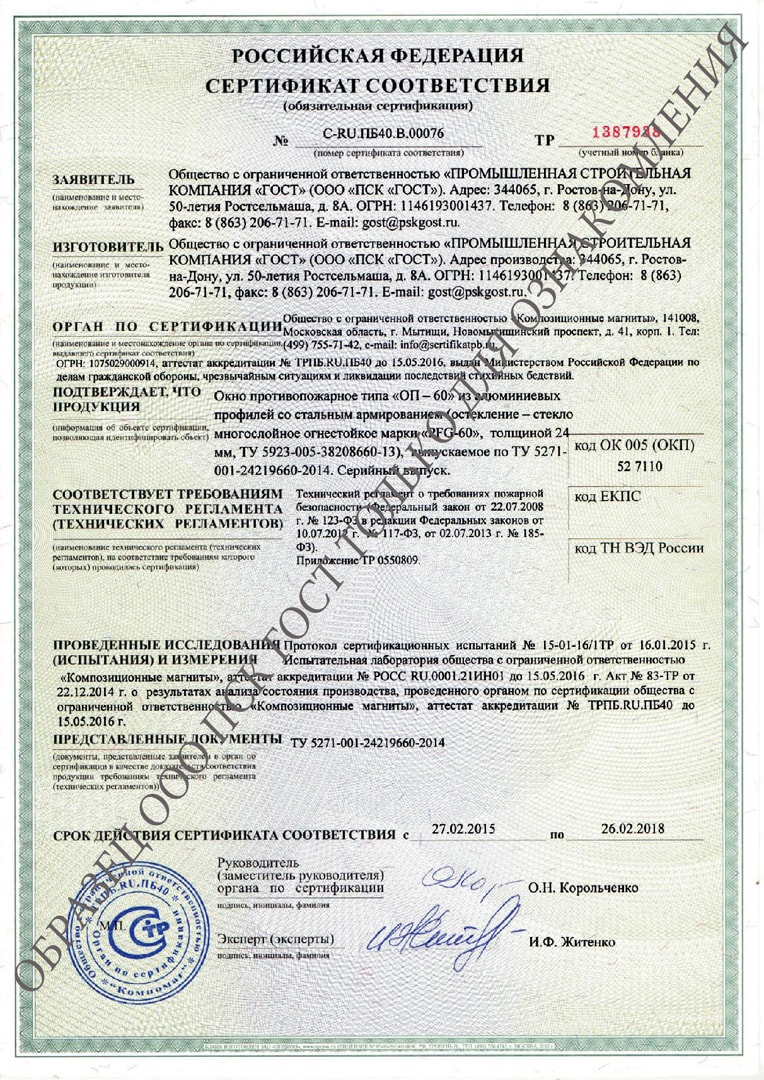 РОССИЙСКАЯ ФЕДЕРАЦИЯ
СЕРТИФИКАТ СООТВЕТСТВИЯ
(обязательная сертификация)
№ C-RU.ПБ40.В.00076 ТР
(номер сертификата соответствия) (учетный номер бланка)
ЗАЯВИТЕЛЬ
(наименование и место-
нахождение заявителя)
Общество с ограниченной ответственностью «ПРОМЫШЛЕННАЯ СТРОИТЕЛЬНАЯ
КОМПАНИЯ «ГОСТ» (ООО «ПСК «ГОСТ»). Адрес: 344065, г. Ростов-на-Дону, ул.
50-летия Ростсельмаша, д. 8А. ОГРН: 1146193001437. Телефон: 8 (863) 206-71-71,
факс: 8 (863) 206-71-71. E-mail: gost@pskgost.ru.
ИЗГОТОВИТЕЛЬ
(наименование и место-
нахождение изготовителя
продукции)
Общество с ограниченной ответственностью «ПРОМЫШЛЕННАЯ СТРОИТЕЛЬНАЯ
КОМПАНИЯ «ГОСТ» (ООО «ПСК «ГОСТ»). Адрес производства: 344065, г. Ростов-
на-Дону, ул. 50-летия Ростсельмаша, д. 8А. ОГРН: 1146193001437. Телефон: 8 (863)
206-71-71, факс: 8 (863) 206-71-71. E-mail: gost@pskgost.ru.
ОРГАН ПО СЕРТИФИКАЦИИ
(наименование и местонахождение органа по сертификации,
выдавшего сертификат соответствия)
Общество с ограниченной ответственностью «Композиционные магниты», 141008,
Московская область, г. Мытищи, Новомытищинский проспект, д. 41, корп. 1. Тел:
(499) 755-71-42, e-mail: info@sertifikatpb.ru.
ОГРН: 1075029000914, аттестат аккредитации № ТРПБ.RU.ПБ40 до 15.05.2016, выдан Министерством Российской Федерации по
делам гражданской обороны, чрезвычайным ситуациям и ликвидации последствий стихийных бедствий.
ПОДТВЕРЖДАЕТ, ЧТО
ПРОДУКЦИЯ
(информация об объекте сертификации,
позволяющая идентифицировать объект)
Окно противопожарное типа «ОП – 60» из алюминиевых
профилей со стальным армированием (остекление – стекло
многослойное огнестойкое марки «PFG-60», толщиной 24
мм, ТУ 5923-005-38208660-13), выпускаемое по ТУ 5271-
001-24219660-2014. Серийный выпуск.
код ОК 005 (ОКП)
52 7110
код ЕКПС
код ТН ВЭД России
СООТВЕТСТВУЕТ ТРЕБОВАНИЯМ
ТЕХНИЧЕСКОГО РЕГЛАМЕНТА
(ТЕХНИЧЕСКИХ РЕГЛАМЕНТОВ)
(наименование технического регламента (технических
регламентов), на соответствие требованиям которого
(которых) проводилась сертификация)
Технический регламент о требованиях пожарной
безопасности (Федеральный закон от 22.07.2008
г. № 123-ФЗ в редакции Федеральных законов от
10.07.2012 г. № 117-ФЗ, от 02.07.2013 г. № 185-
ФЗ).
Приложение ТР 0550809.
ПРОВЕДЕННЫЕ ИССЛЕДОВАНИЯ
(ИСПЫТАНИЯ) И ИЗМЕРЕНИЯ
Протокол сертификационных испытаний № 15-01-16/1ТР от 16.01.2015 г.
Испытательная лаборатория общества с ограниченной ответственностью
«Композиционные магниты», аттестат аккредитации № РОСС RU.0001.21ИН01 до 15.05.2016 г. Акт № 83-ТР от
22.12.2014 г. о результатах анализа состояния производства, проведенного органом по сертификации общества с
ограниченной ответственностью «Композиционные магниты», аттестат аккредитации № ТРПБ.RU.ПБ40 до
15.05.2016 г.
ПРЕДСТАВЛЕННЫЕ ДОКУМЕНТЫ ТУ 5271-001-24219660-2014
(документы, представленные заявителем в орган по
сертификации в качестве доказательств соответствия
продукции требованиям технического регламента
(технических регламентов))
СРОК ДЕЙСТВИЯ СЕРТИФИКАТА СООТВЕТСТВИЯ с 27.02.2015 по 26.02.2018
Руководитель
(заместитель руководителя)
органа по сертификации
подпись, инициалы, фамилия
О.Н. Корольченко
М.П.
Эксперт (эксперты)
подпись, инициалы, фамилия
И.Ф. Житенко
ОБРАЗЕЦ ООО ПСК ГОСТ ТОЛЬКО ДЛЯ ОЗНАКОМЛЕНИЯ